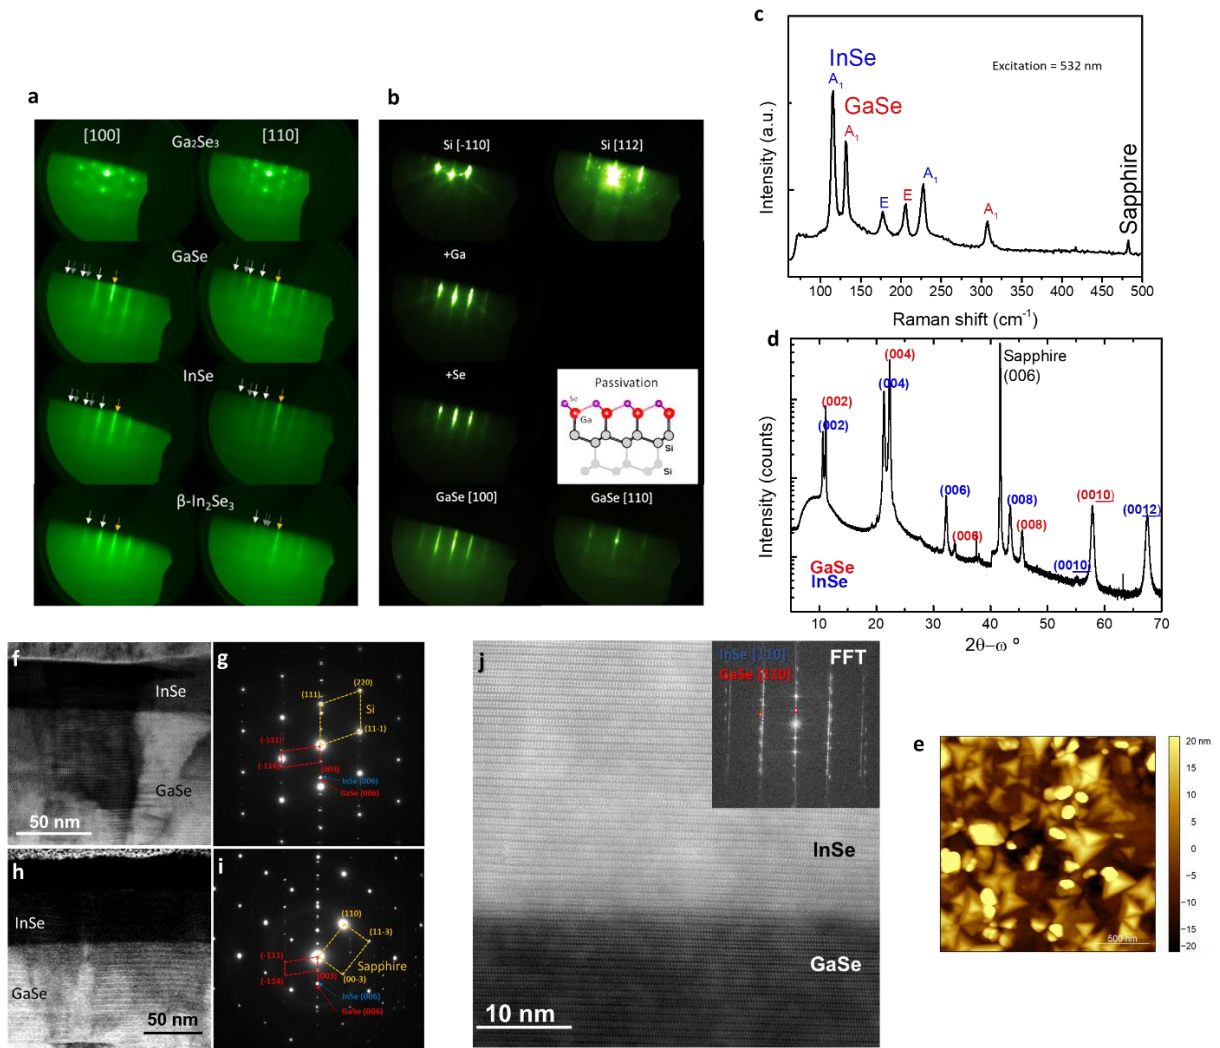 a
[100]
[110]
Ga₂Se₃
GaSe
InSe
β-In₂Se₃
b
Si [-110]
Si [112]
+Ga
+Se
Passivation
Se
Ga
Si
Si
GaSe [100]
GaSe [110]
c
InSe
Excitation = 532 nm
A₁
GaSe
A₁
E
E
A₁
A₁
Sapphire
Intensity (a.u.)
100 150 200 250 300 350 400 450 500
Raman shift (cm⁻¹)
d
(004)
Sapphire
(006)
(002)
(004)
(002)
(006)
(006)
(008)
(008)
(0010)
(0010)
(0012)
GaSe
InSe
Intensity (counts)
10 20 30 40 50 60 70
2θ-ω º
f
InSe
GaSe
50 nm
g
(220)
(111)
Si
(11-1)
(-111)
(-114)
(003)
InSe (006)
GaSe (006)
h
InSe
GaSe
50 nm
i
(110)
(11-3)
(-111)
Sapphire
(-114)
(003)
(00-3)
InSe (006)
GaSe (006)
j
InSe [110]
GaSe [110]
FFT
InSe
GaSe
10 nm
e
500 nm
20 nm
15
10
5
0
-5
-10
-15
-20